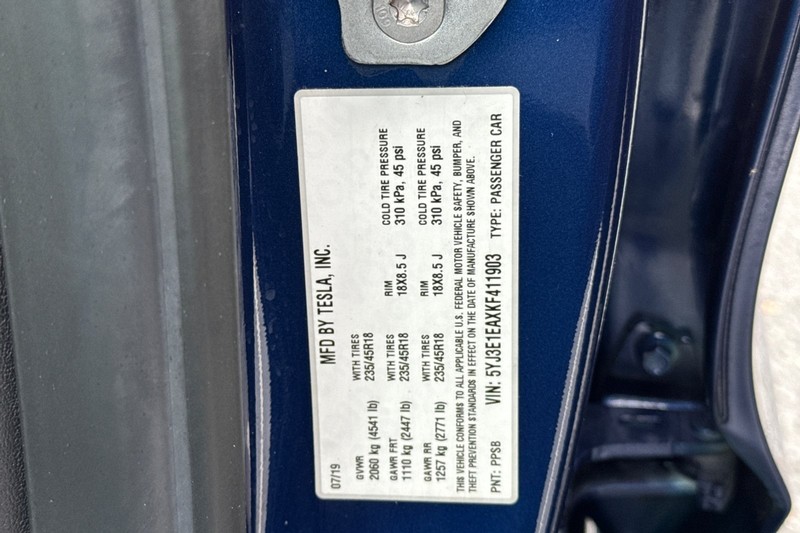 MFD BY TESLA, INC.
07/19
GVWR WITH TIRES
2060 kg (4541 lb) 235/45R18
GAWR FRT WITH TIRES RIM COLD TIRE PRESSURE
1110 kg (2447 lb) 235/45R18 18X8.5 J 310 kPa, 45 psi
GAWR RR WITH TIRES RIM COLD TIRE PRESSURE
1257 kg (2771 lb) 235/45R18 18X8.5 J 310 kPa, 45 psi
THIS VEHICLE CONFORMS TO ALL APPLICABLE U.S. FEDERAL MOTOR VEHICLE SAFETY, BUMPER, AND
THEFT PREVENTION STANDARDS IN EFFECT ON THE DATE OF MANUFACTURE SHOWN ABOVE.
PNT: PPSB VIN: 5YJ3E1EAXKF411903 TYPE: PASSENGER CAR